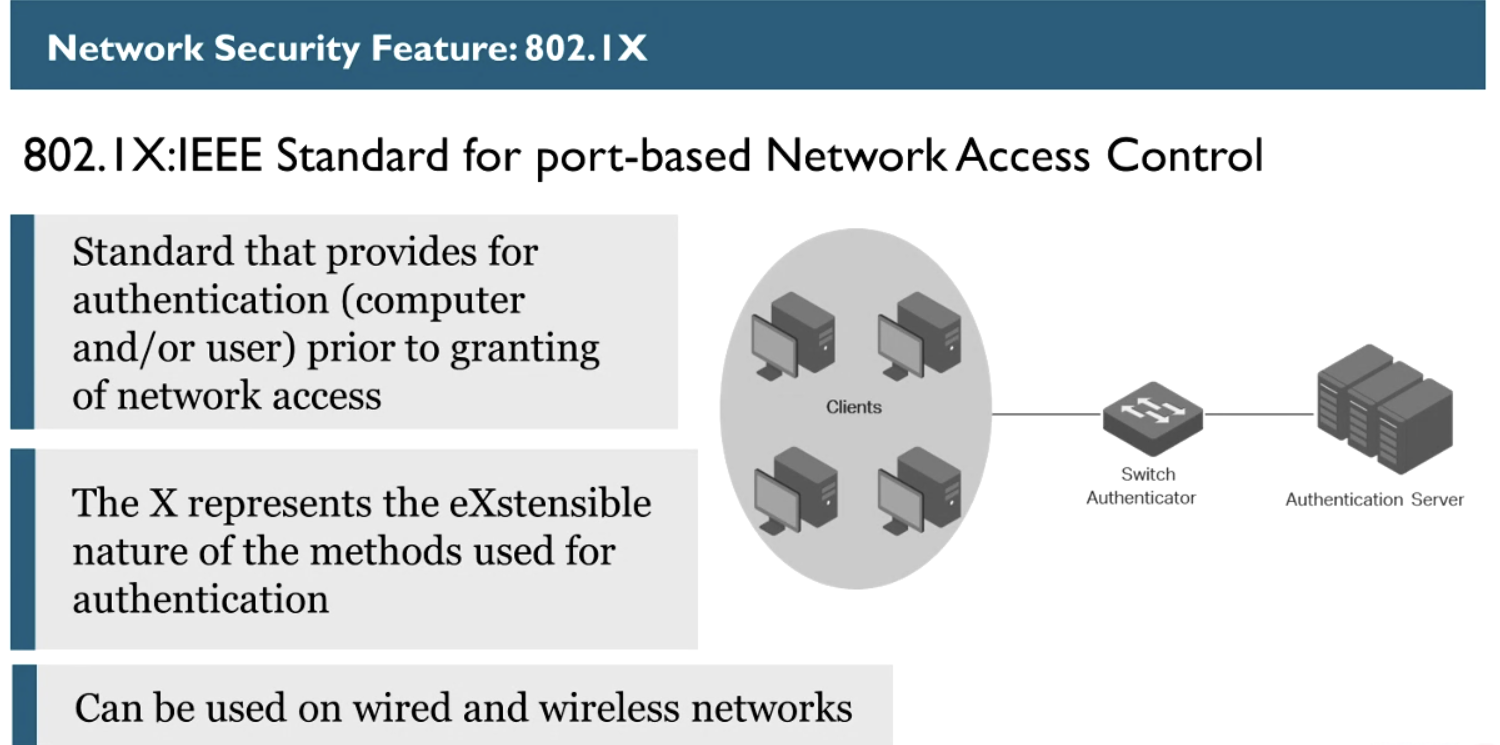 Network Security Feature: 802.1X
802.1X:IEEE Standard for port-based Network Access Control
Standard that provides for
authentication (computer
and/or user) prior to granting
of network access
The X represents the eXstensible
nature of the methods used for
authentication
Can be used on wired and wireless networks
Clients
Switch
Authenticator
Authentication Server